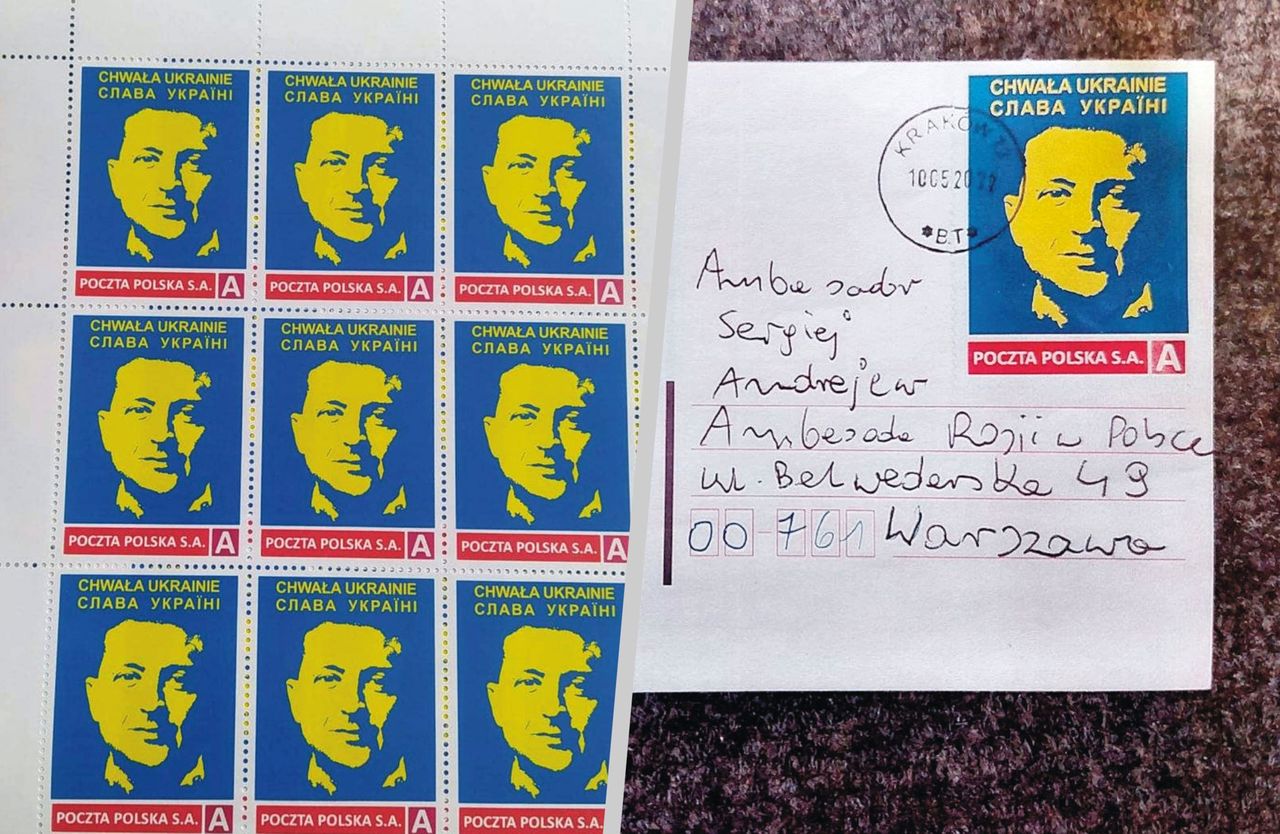 CHWAŁA UKRAINIE
СЛАВА УКРАЇНІ
POCZTA POLSKA S.A. A
CHWAŁA UKRAINIE
СЛАВА УКРАЇНІ
POCZTA POLSKA S.A. A
CHWAŁA UKRAINIE
СЛАВА УКРАЇНІ
POCZTA POLSKA S.A. A
CHWAŁA UKRAINIE
СЛАВА УКРАЇНІ
POCZTA POLSKA S.A. A
CHWAŁA UKRAINIE
СЛАВА УКРАЇНІ
POCZTA POLSKA S.A. A
CHWAŁA UKRAINIE
СЛАВА УКРАЇНІ
POCZTA POLSKA S.A. A
CHWAŁA UKRAINIE
СЛАВА УКРАЇНІ
POCZTA POLSKA S.A. A
CHWAŁA UKRAINIE
СЛАВА УКРАЇНІ
POCZTA POLSKA S.A. A
CHWAŁA UKRAINIE
СЛАВА УКРАЇНІ
POCZTA POLSKA S.A.
CHWAŁA UKRAINIE
СЛАВА УКРАЇНІ
POCZTA POLSKA S.A. A
KRAKÓW
10052022
*B.T*
Ambasador
Sergiej
Andrejew
Ambasada Rosji w Polsce
ul. Belwederska 49
00-761 Warszawa